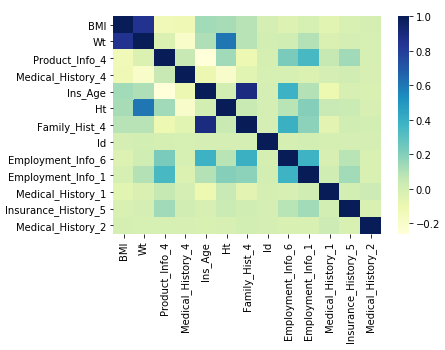 BMI
Wt
Product_Info_4
Medical_History_4
Ins_Age
Ht
Family_Hist_4
Id
Employment_Info_6
Employment_Info_1
Medical_History_1
Insurance_History_5
Medical_History_2
BMI
Wt
Product_Info_4
Medical_History_4
Ins_Age
Ht
Family_Hist_4
Id
Employment_Info_6
Employment_Info_1
Medical_History_1
Insurance_History_5
Medical_History_2
1.0
0.8
0.6
0.4
0.2
0.0
−0.2